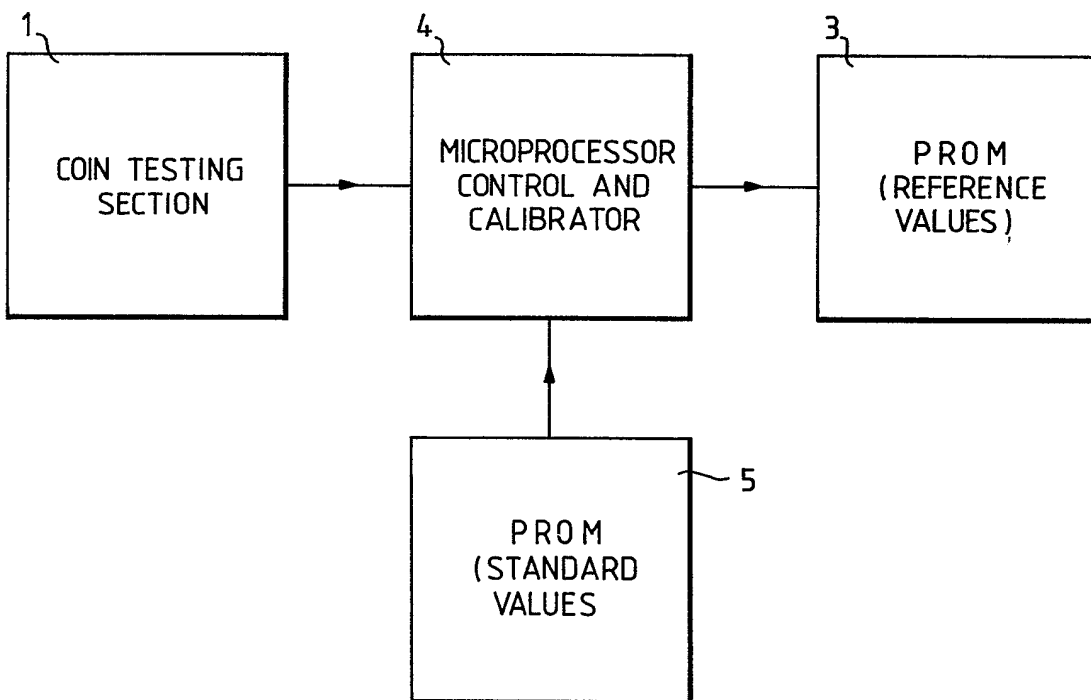 1
COIN TESTING
SECTION
4
MICROPROCESSOR
CONTROL AND
CALIBRATOR
3
PROM
(REFERENCE
VALUES)
5
PROM
(STANDARD
VALUES